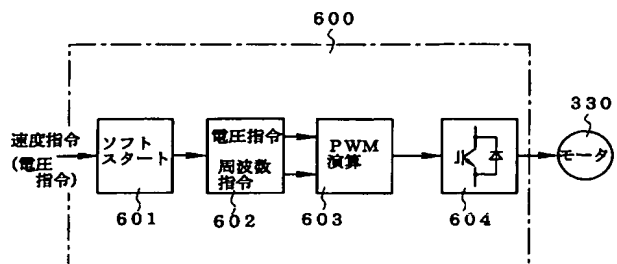 600
速度指令
(電圧
指令)
ソフト
スタート
電圧指令
周波数
指令
PWM
演算
330
モータ
601
602
603
604